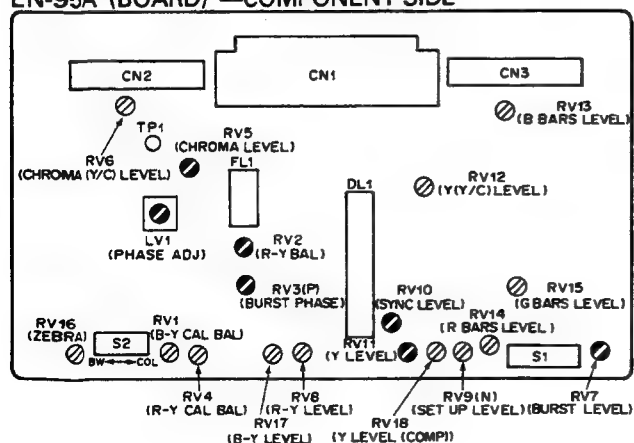 EN-95A (BOARD) —COMPONENT SIDE
CN2
CN1
CN3
TP1
RV6
(CHROMA (Y/C) LEVEL)
RV5
(CHROMA LEVEL)
FL1
RV13
(B BARS LEVEL)
DL1
RV12
(Y(Y/C)LEVEL)
LV1
(PHASE ADJ)
RV2
(R-Y BAL)
RV3(P)
(BURST PHASE)
RV10
(SYNC LEVEL)
RV15
(G BARS LEVEL)
RV14
(R BARS LEVEL)
RV16
(ZEBRA)
S2
BW↔COL
RV1
(B-Y CAL BAL)
RV11
(Y LEVEL)
S1
RV4
(R-Y CAL BAL)
RV17
(B-Y LEVEL)
RV8
(R-Y LEVEL)
RV18
(Y LEVEL (COMP))
RV9(N)
(SET UP LEVEL)
RV7
(BURST LEVEL)